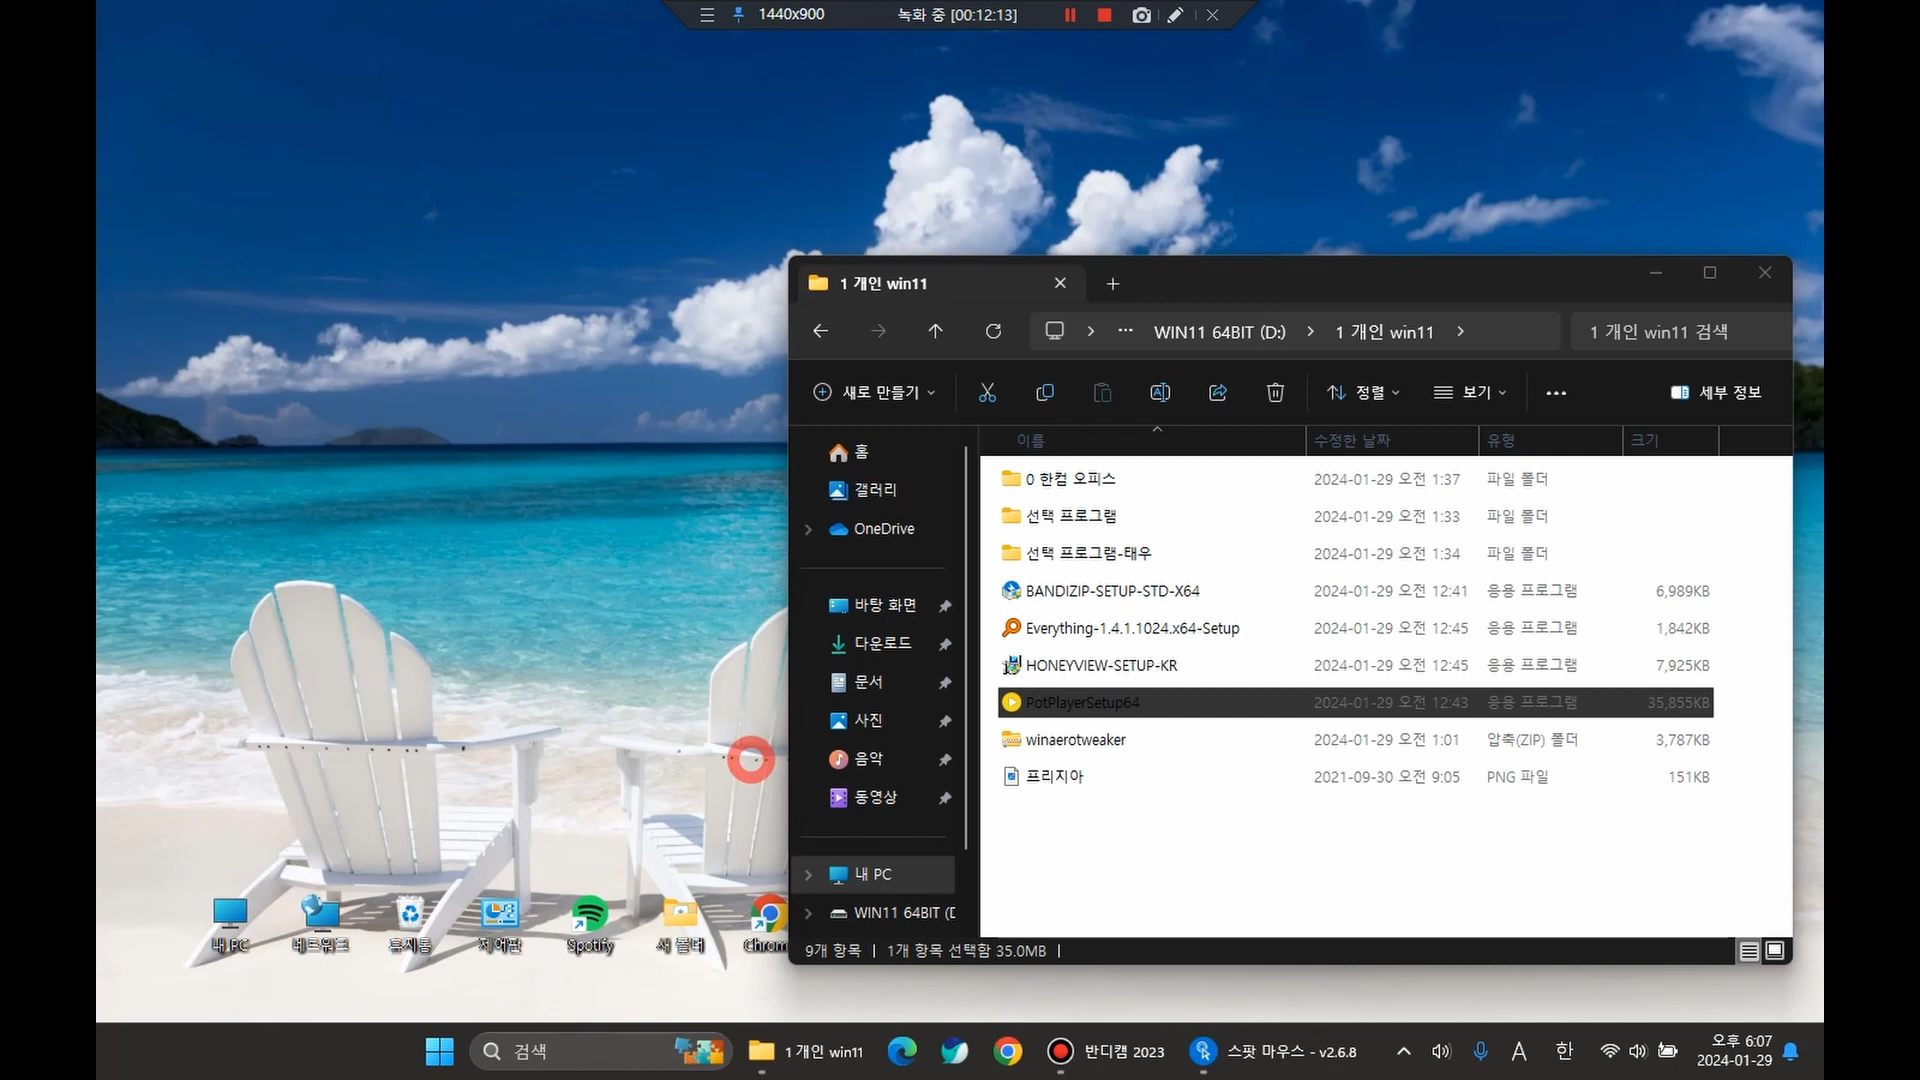 1440x900 녹화 중 [00:12:13]
1 개인 win11
WIN11 64BIT (D:) 1 개인 win11 1 개인 win11 검색
새로 만들기 정렬 보기 세부 정보
이름 수정한 날짜 유형 크기
홈
갤러리
OneDrive
바탕 화면
다운로드
문서
사진
음악
동영상
내 PC
WIN11 64BIT (D
0 한컴 오피스 2024-01-29 오전 1:37 파일 폴더
선택 프로그램 2024-01-29 오전 1:33 파일 폴더
선택 프로그램-태우 2024-01-29 오전 1:34 파일 폴더
BANDIZIP-SETUP-STD-X64 2024-01-29 오전 12:41 응용 프로그램 6,989KB
Everything-1.4.1.1024.x64-Setup 2024-01-29 오전 12:45 응용 프로그램 1,842KB
HONEYVIEW-SETUP-KR 2024-01-29 오전 12:45 응용 프로그램 7,925KB
PotPlayerSetup64 2024-01-29 오전 12:43 응용 프로그램 35,855KB
winaerotweaker 2024-01-29 오전 1:01 압축(ZIP) 폴더 3,787KB
프리지아 2021-09-30 오전 9:05 PNG 파일 151KB
9개 항목 | 1개 항목 선택함 35.0MB |
내 PC 네트워크 휴지통 제어판 Spotify 새 폴더 Chrom
검색 1 개인 win11 반디캠 2023 스팟 마우스 - v2.6.8 A 한 오후 6:07
2024-01-29